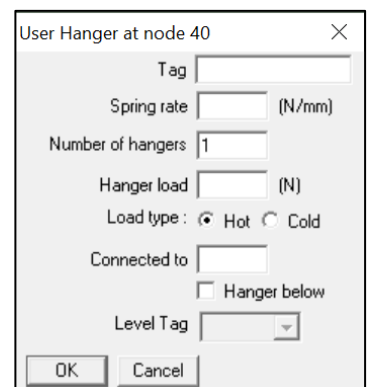 User Hanger at node 40
Tag
Spring rate (N/mm)
Number of hangers 1
Hanger load (N)
Load type : Hot Cold
Connected to
Hanger below
Level Tag
OK Cancel